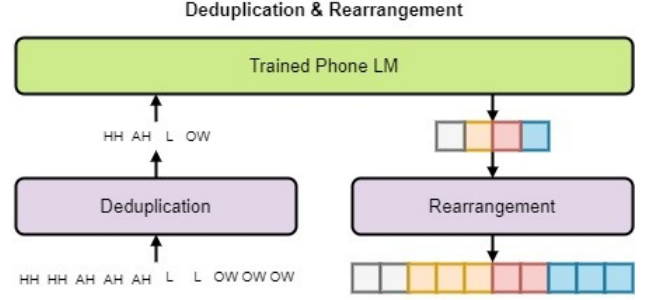 Deduplication & Rearrangement
Trained Phone LM
HH AH L OW
Deduplication
Rearrangement
HH HH AH AH AH L L OW OW OW